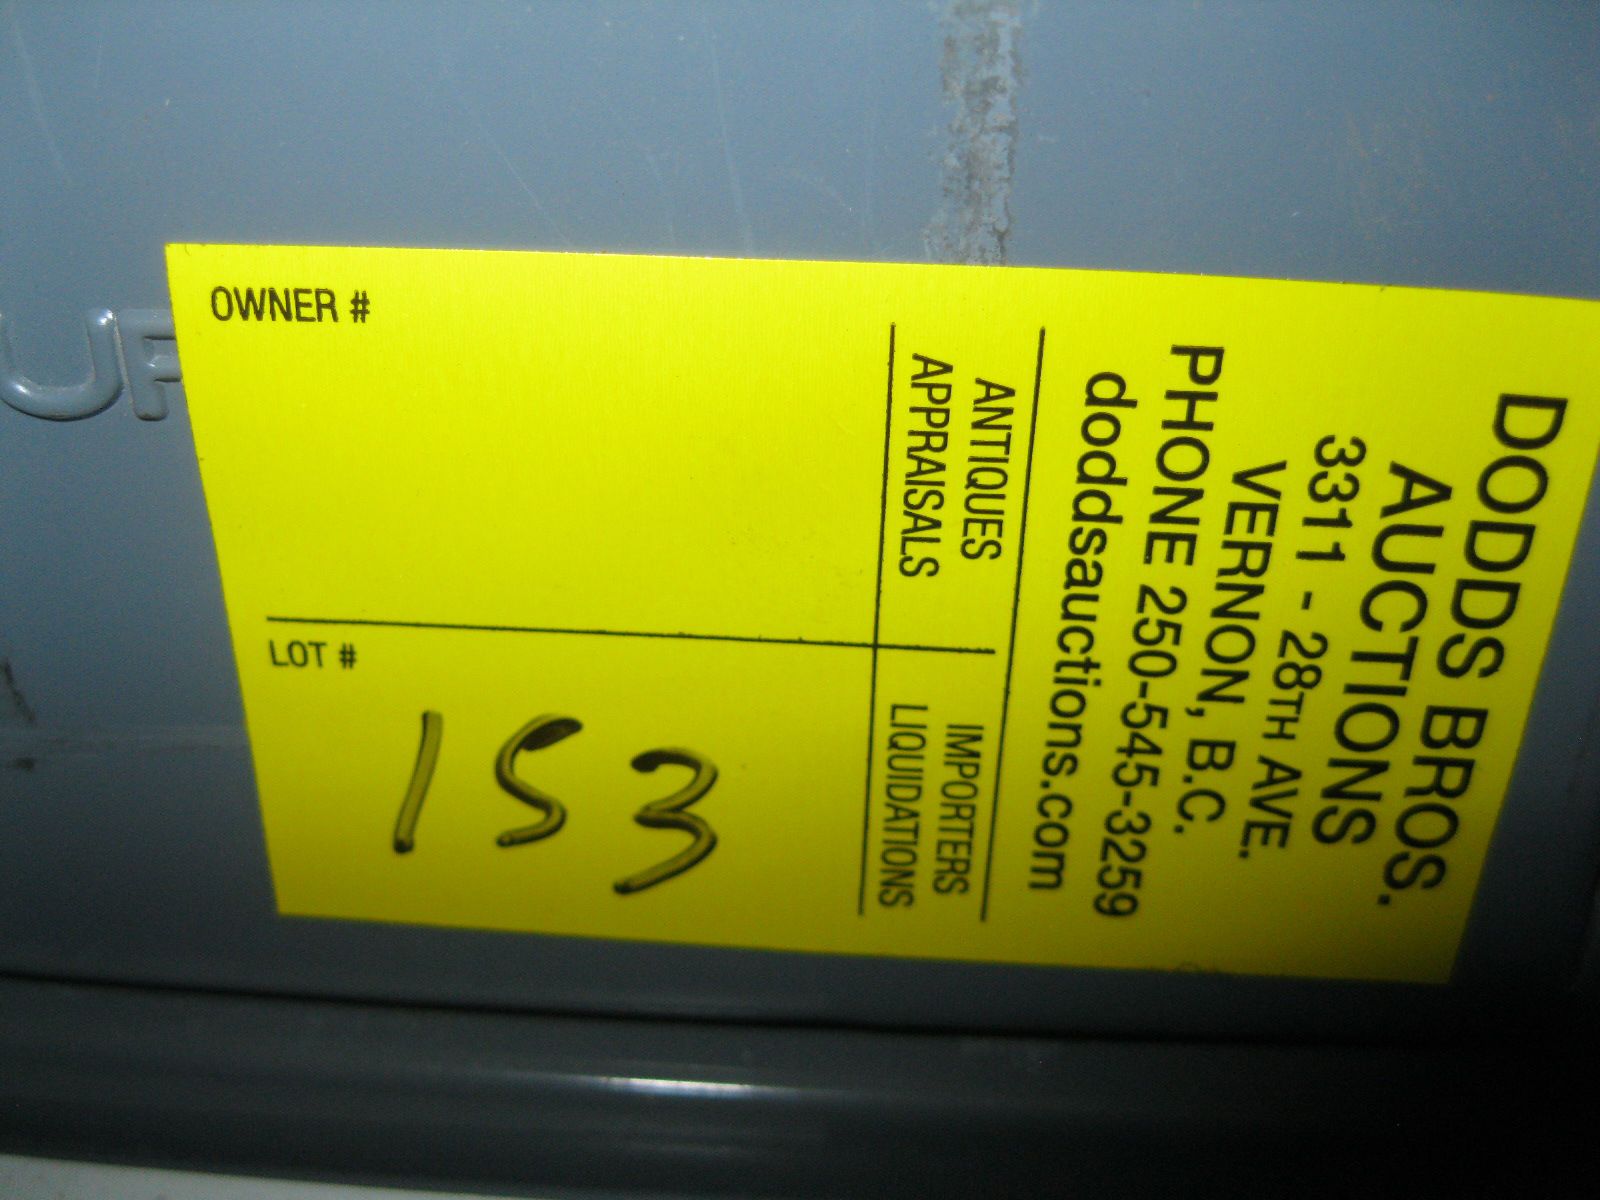 DODDS BROS.
AUCTIONS
3311 - 28TH AVE.
VERNON, B.C.
PHONE 250-545-3259
doddsauctions.com
ANTIQUES
APPRAISALS
IMPORTERS
LIQUIDATIONS
OWNER #
LOT #
153